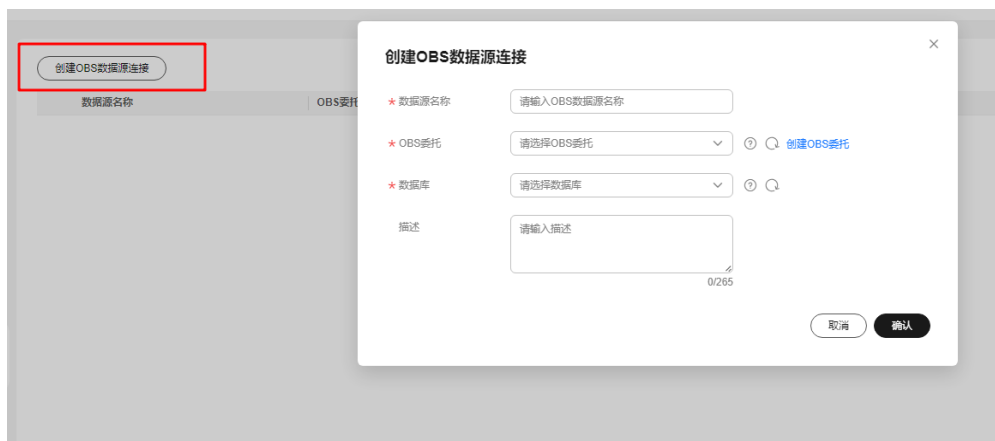 创建OBS数据源连接
数据源名称
OBS委托
创建OBS数据源连接
* 数据源名称 请输入OBS数据源名称
* OBS委托 请选择OBS委托 创建OBS委托
* 数据库 请选择数据库
描述 请输入描述
0/265
取消 确认